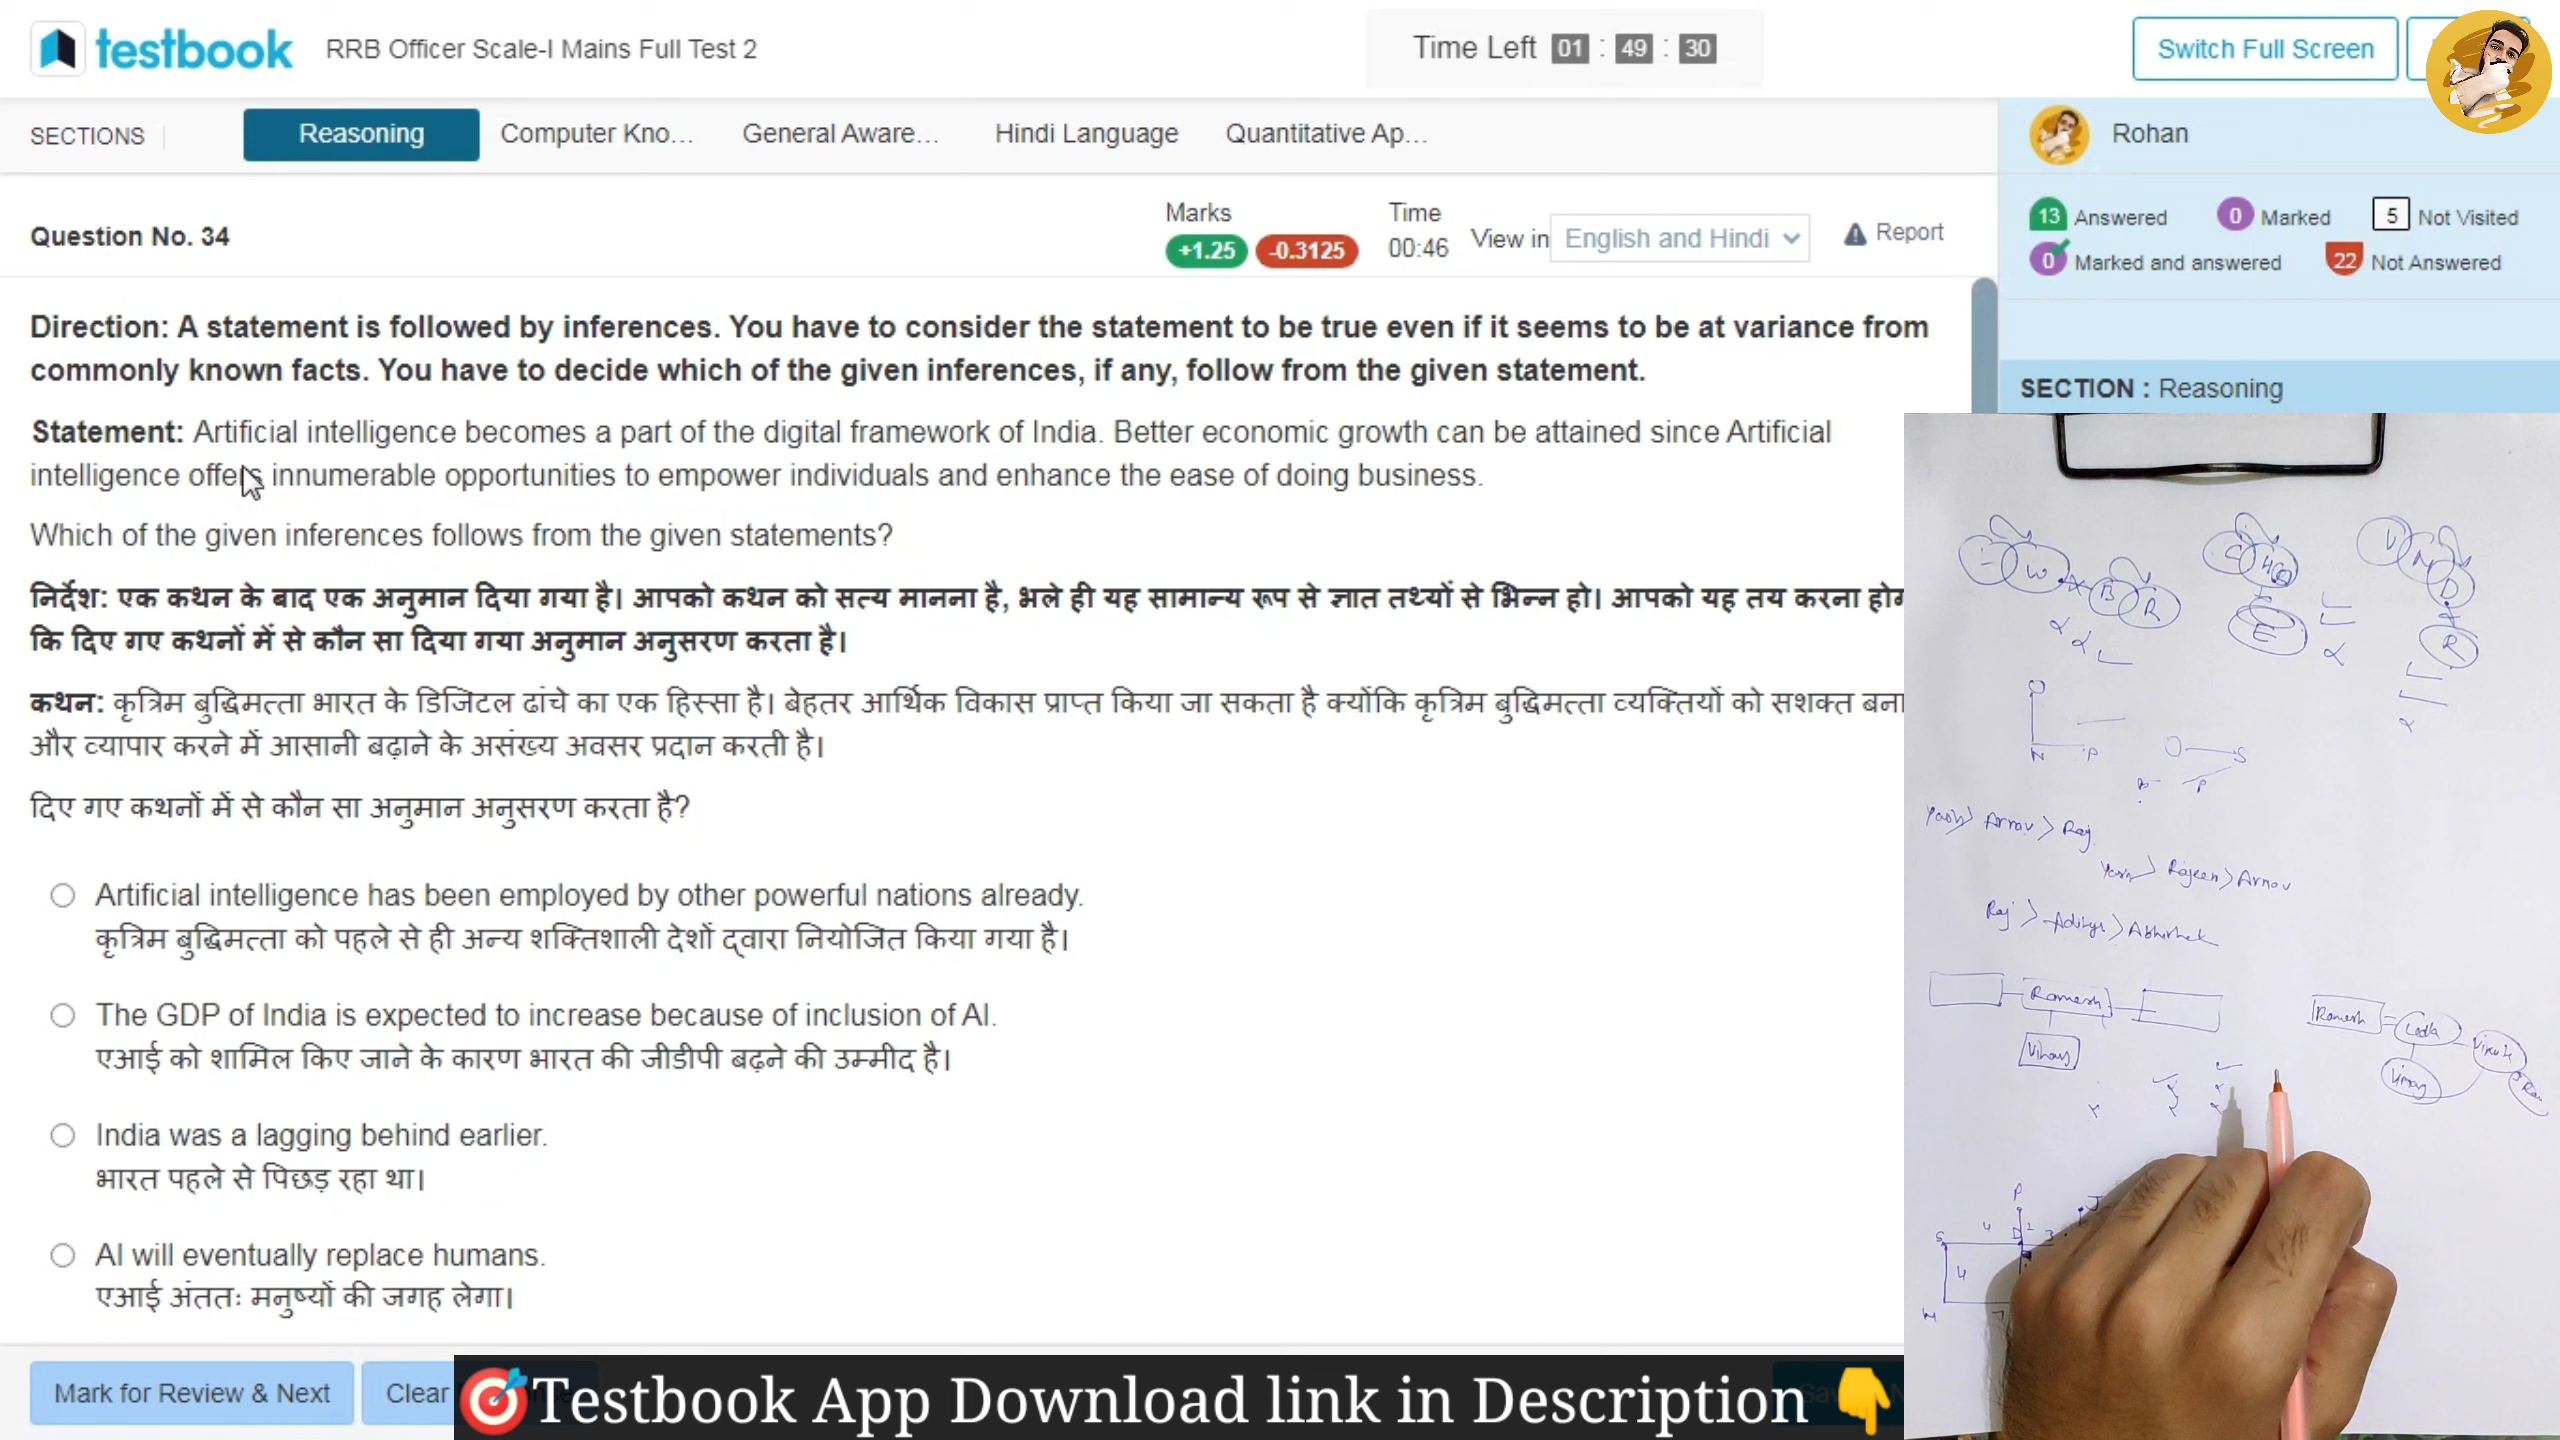 testbook RRB Officer Scale-I Mains Full Test 2 Time Left 01 : 49 : 30 Switch Full Screen
SECTIONS Reasoning Computer Kno... General Aware... Hindi Language Quantitative Ap...
Rohan
Question No. 34
Marks
+1.25 -0.3125
Time
00:46
View in English and Hindi
Report
13 Answered 0 Marked 5 Not Visited
0 Marked and answered 22 Not Answered
SECTION : Reasoning
Direction: A statement is followed by inferences. You have to consider the statement to be true even if it seems to be at variance from
commonly known facts. You have to decide which of the given inferences, if any, follow from the given statement.
Statement: Artificial intelligence becomes a part of the digital framework of India. Better economic growth can be attained since Artificial
intelligence offers innumerable opportunities to empower individuals and enhance the ease of doing business.
Which of the given inferences follows from the given statements?
निर्देश: एक कथन के बाद एक अनुमान दिया गया है। आपको कथन को सत्य मानना है, भले ही यह सामान्य रूप से ज्ञात तथ्यों से भिन्न हो। आपको यह तय करना
कि दिए गए कथनों में से कौन सा दिया गया अनुमान अनुसरण करता है।
कथन: कृत्रिम बुद्धिमत्ता भारत के डिजिटल ढांचे का एक हिस्सा है। बेहतर आर्थिक विकास प्राप्त किया जा सकता है क्योंकि कृत्रिम बुद्धिमत्ता व्यक्तियों को सशक्त
और व्यापार करने में आसानी बढ़ाने के असंख्य अवसर प्रदान करती है।
दिए गए कथनों में से कौन सा अनुमान अनुसरण करता है?
Artificial intelligence has been employed by other powerful nations already.
कृत्रिम बुद्धिमत्ता को पहले से ही अन्य शक्तिशाली देशों द्वारा नियोजित किया गया है।
The GDP of India is expected to increase because of inclusion of AI.
एआई को शामिल किए जाने के कारण भारत की जीडीपी बढ़ने की उम्मीद है।
India was a lagging behind earlier.
भारत पहले से पिछड़ रहा था।
AI will eventually replace humans.
एआई अंततः मनुष्यों की जगह लेगा।
Mark for Review & Next Clear
Testbook App Download link in Description
W B R
E
V N D
R
N P
O S
P
Yash > Arnav > Raj
> Arnav
Raj > Aditya > Abhishek
Ramesh
Ramesh
P
S 4 2 3
4